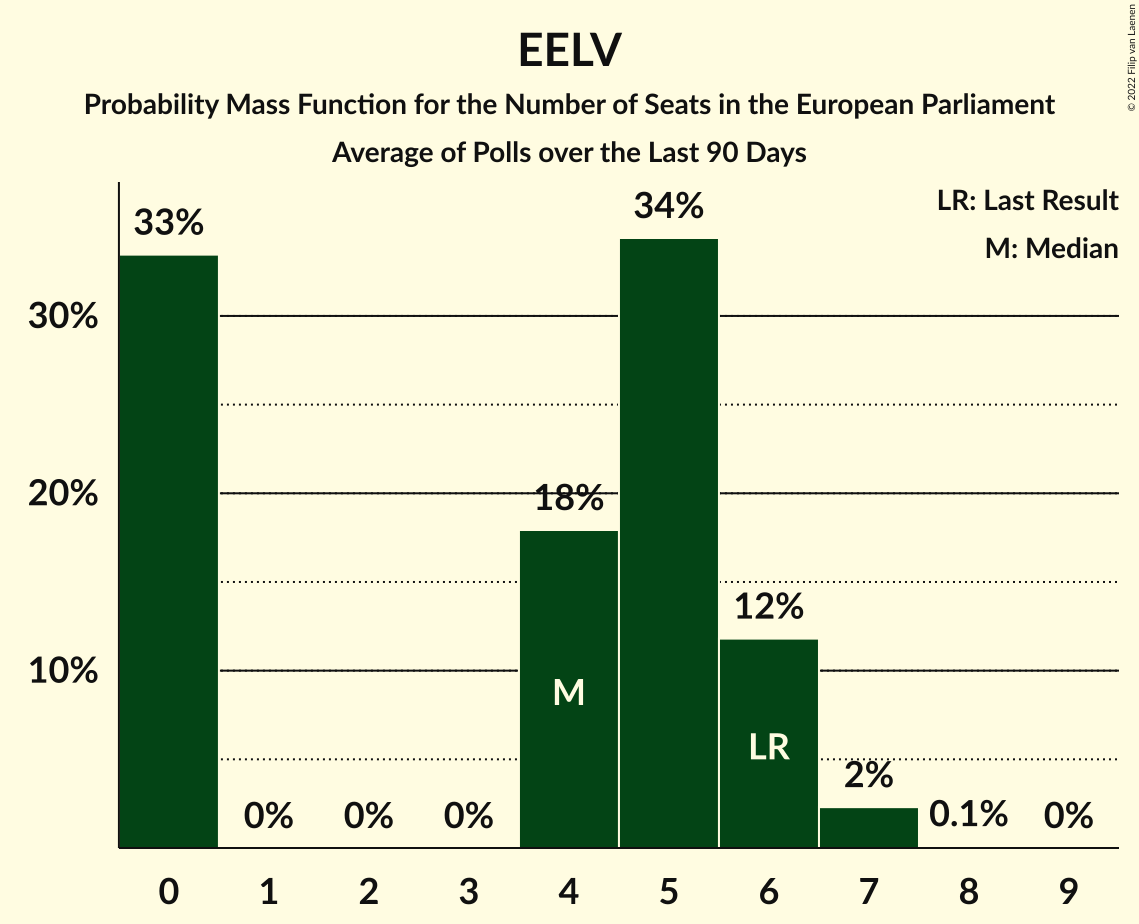 © 2022 Filip van Laenen
EELV
Probability Mass Function for the Number of Seats in the European Parliament
Average of Polls over the Last 90 Days
LR: Last Result
M: Median
33%
34%
30%
20%
18%
12%
10%
M
LR
2%
0%
0%
0%
0.1%
0%
0 1 2 3 4 5 6 7 8 9